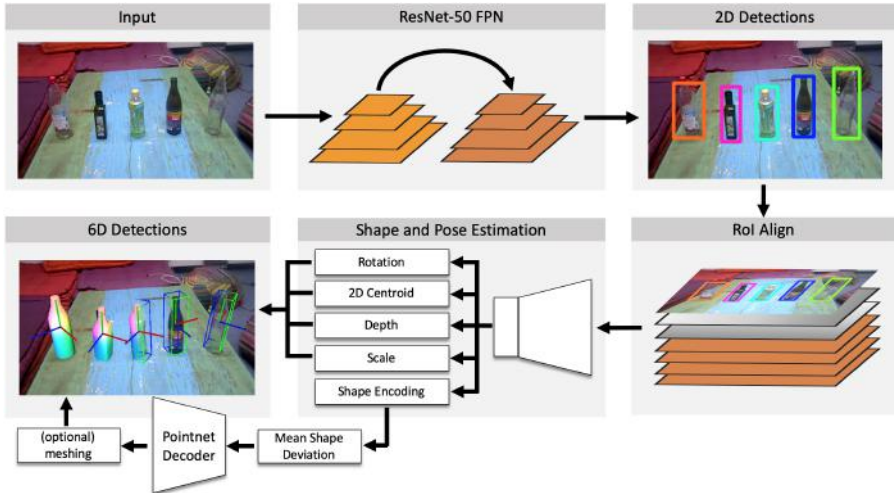 Input
ResNet-50 FPN
2D Detections
6D Detections
Shape and Pose Estimation
RoI Align
Rotation
2D Centroid
Depth
Scale
Shape Encoding
(optional)
meshing
Pointnet
Decoder
Mean Shape
Deviation